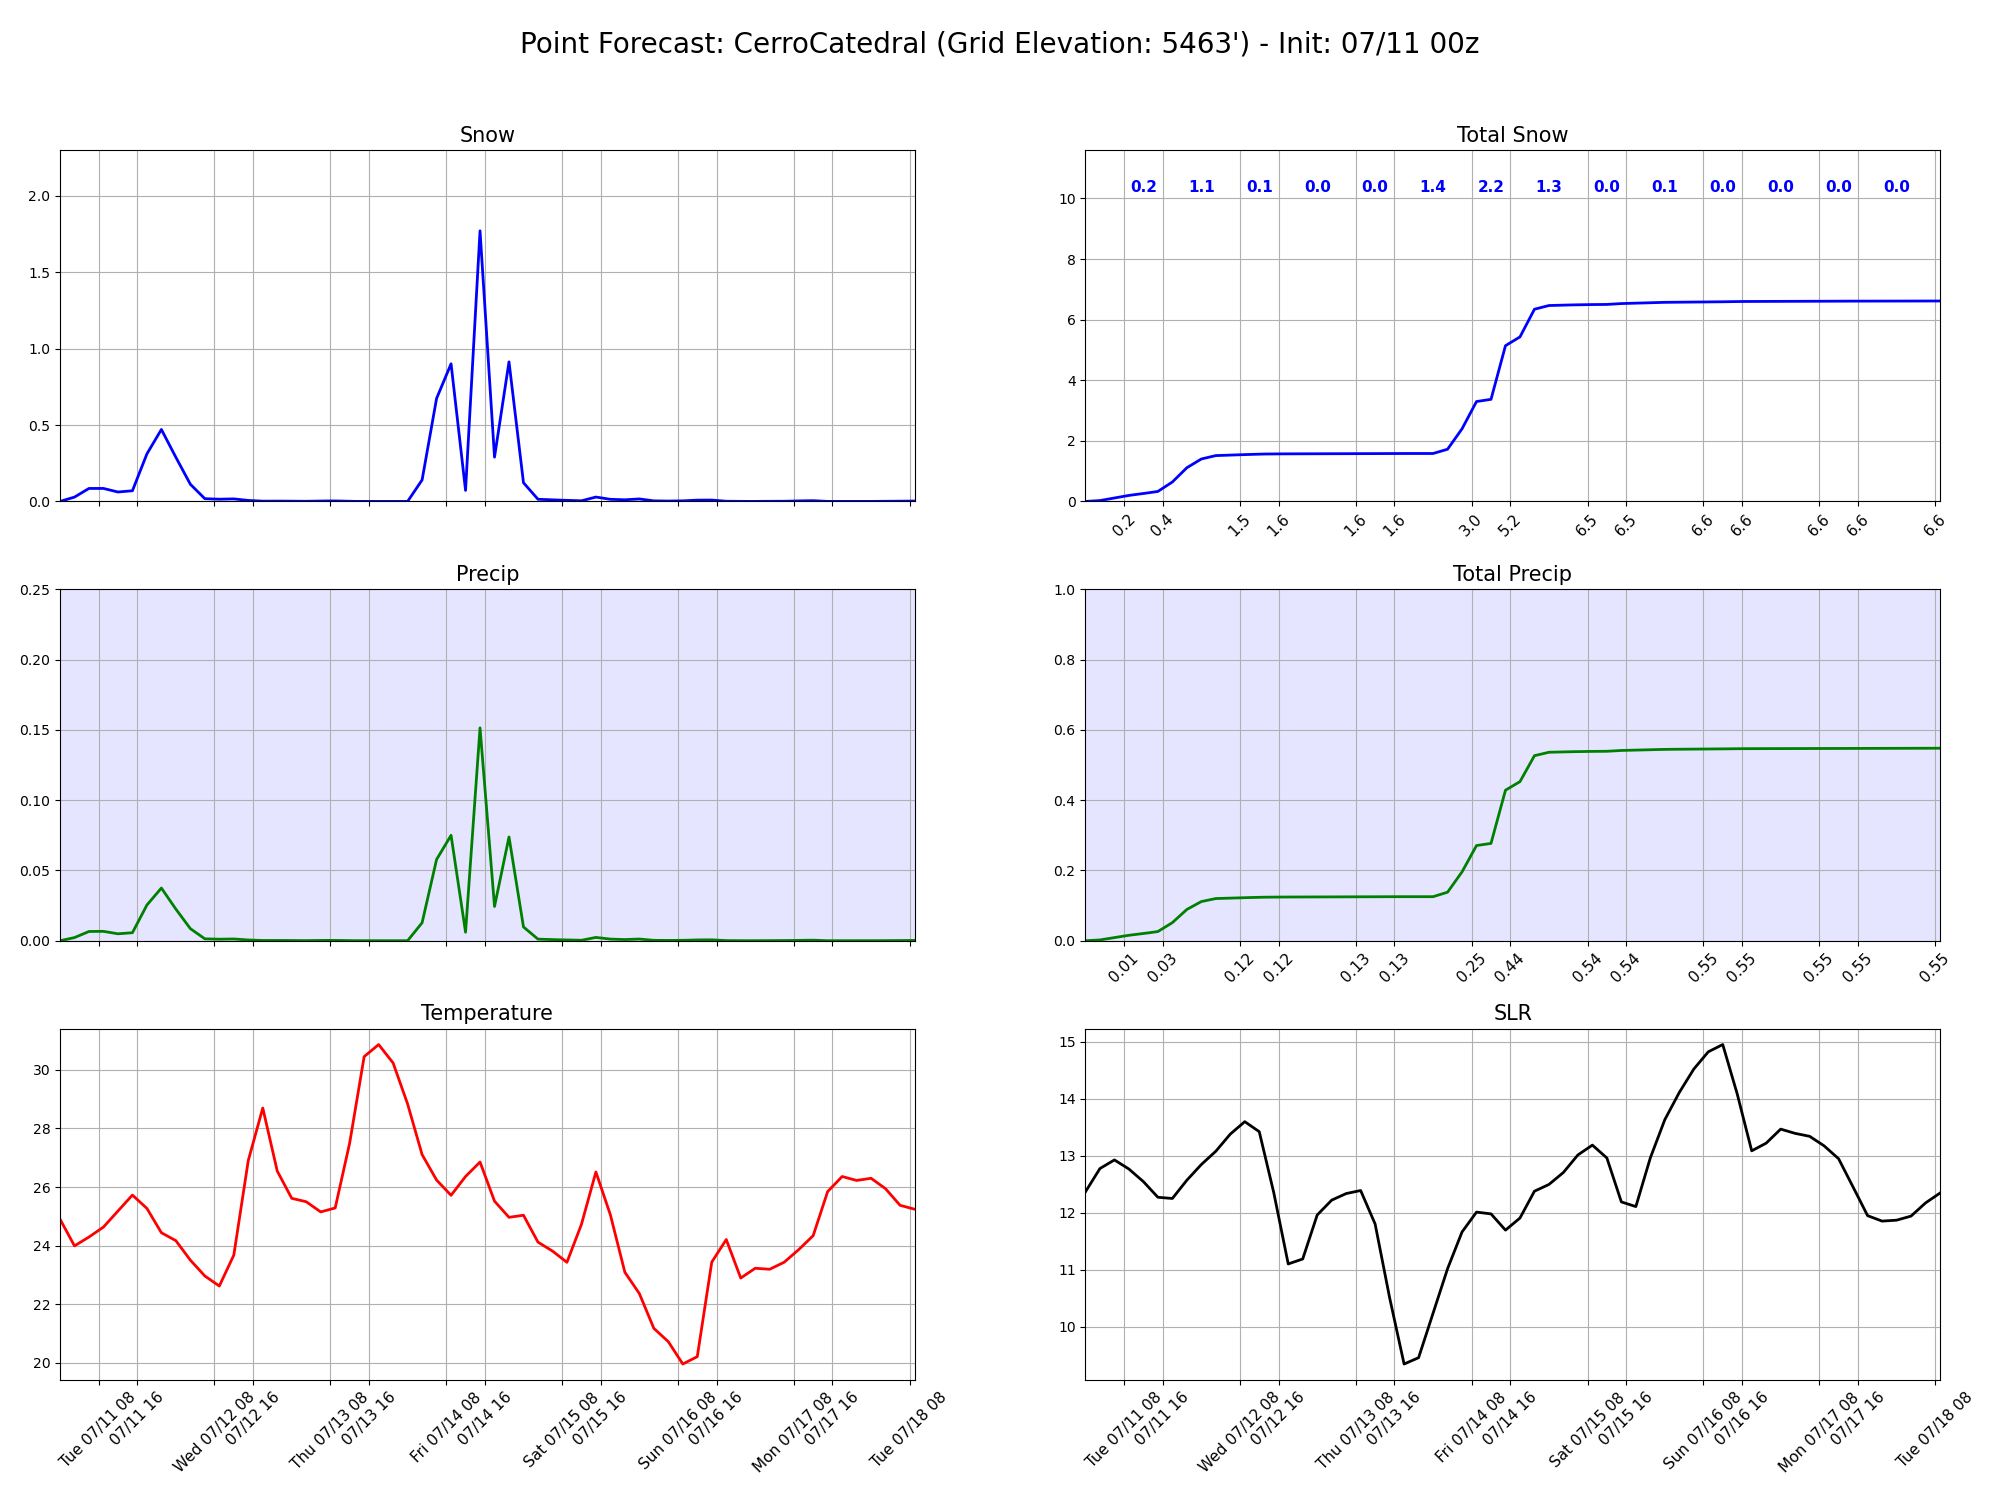 Point Forecast: CerroCatedral (Grid Elevation: 5463') - Init: 07/11 00z
Snow
2.0
1.5
1.0
0.5
0.0
Total Snow
0.2 1.1 0.1 0.0 0.0 1.4 2.2 1.3 0.0 0.1 0.0 0.0 0.0 0.0
10
8
6
4
2
0
0.2 0.4 1.5 1.6 1.6 1.6 3.0 5.2 6.5 6.5 6.6 6.6 6.6 6.6 6.6
Precip
0.25
0.20
0.15
0.10
0.05
0.00
Total Precip
1.0
0.8
0.6
0.4
0.2
0.0
0.01 0.03 0.12 0.12 0.13 0.13 0.25 0.44 0.54 0.54 0.55 0.55 0.55 0.55 0.55
Temperature
30
28
26
24
22
20
Tue 07/11 08
07/11 16
Wed 07/12 08
07/12 16
Thu 07/13 08
07/13 16
Fri 07/14 08
07/14 16
Sat 07/15 08
07/15 16
Sun 07/16 08
07/16 16
Mon 07/17 08
07/17 16
Tue 07/18 08
SLR
15
14
13
12
11
10
Tue 07/11 08
07/11 16
Wed 07/12 08
07/12 16
Thu 07/13 08
07/13 16
Fri 07/14 08
07/14 16
Sat 07/15 08
07/15 16
Sun 07/16 08
07/16 16
Mon 07/17 08
07/17 16
Tue 07/18 08